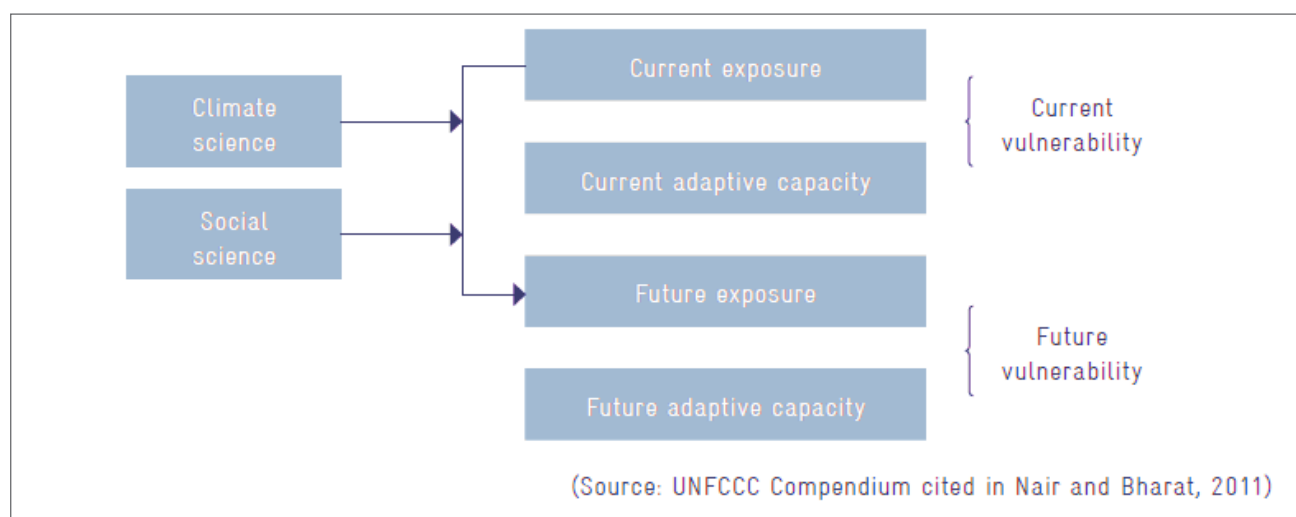 Climate
science
Social
science
Current exposure
Current adaptive capacity
Future exposure
Future adaptive capacity
Current
vulnerability
Future
vulnerability
(Source: UNFCCC Compendium cited in Nair and Bharat, 2011)